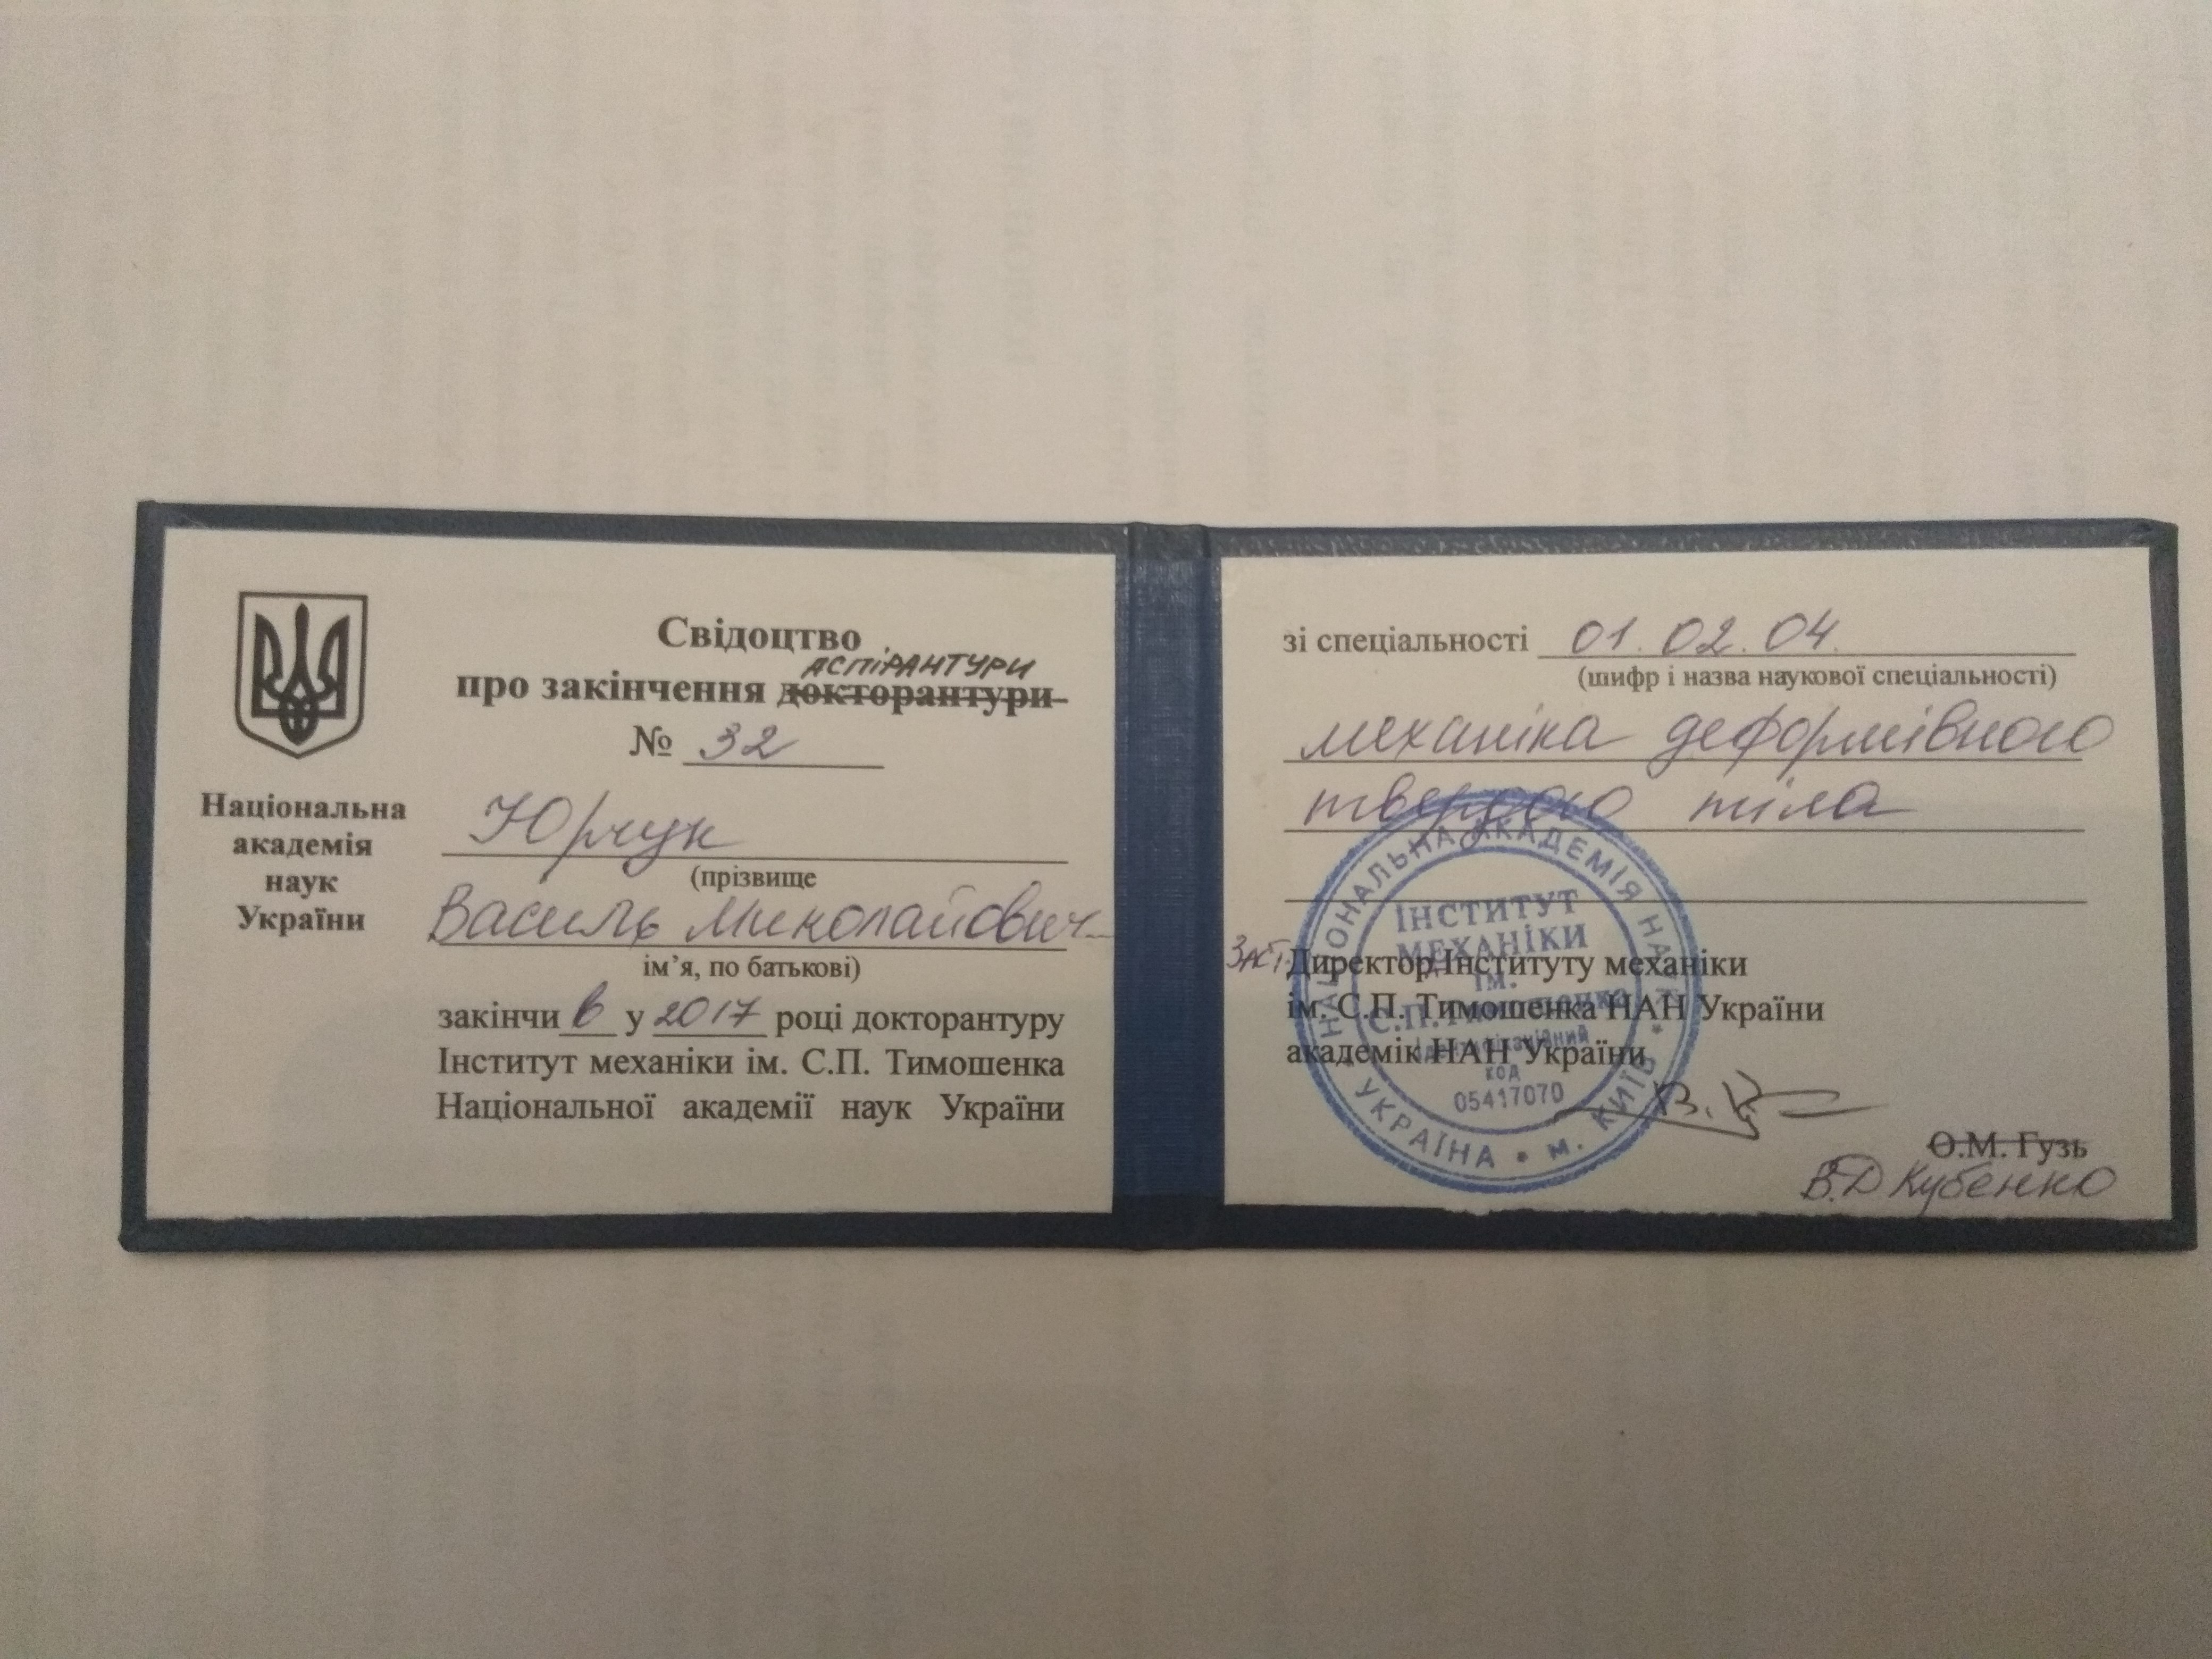 Національна
академія
наук
України
Свідоцтво
АСПІРАНТУРИ
про закінчення докторантури
№ 32
Юрчук
(прізвище
Василь Миколайович
ім’я, по батькові)
закінчив у 2017 році докторантуру
Інститут механіки ім. С.П. Тимошенка
Національної академії наук України
зі спеціальності 01.02.04.
(шифр і назва наукової спеціальності)
механіка деформівного
твердого тіла
Заст. Директор Інституту механіки
ім. С.П. Тимошенка НАН України
академік НАН України
О.М. Гузь
В.Д Кубенко
НАЦІОНАЛЬНА АКАДЕМІЯ НАУК
УКРАЇНА • м. КИЇВ •
ІНСТИТУТ
МЕХАНІКИ
ім.
С.П. Тимошенка
Ідентифікаційний
код
05417070